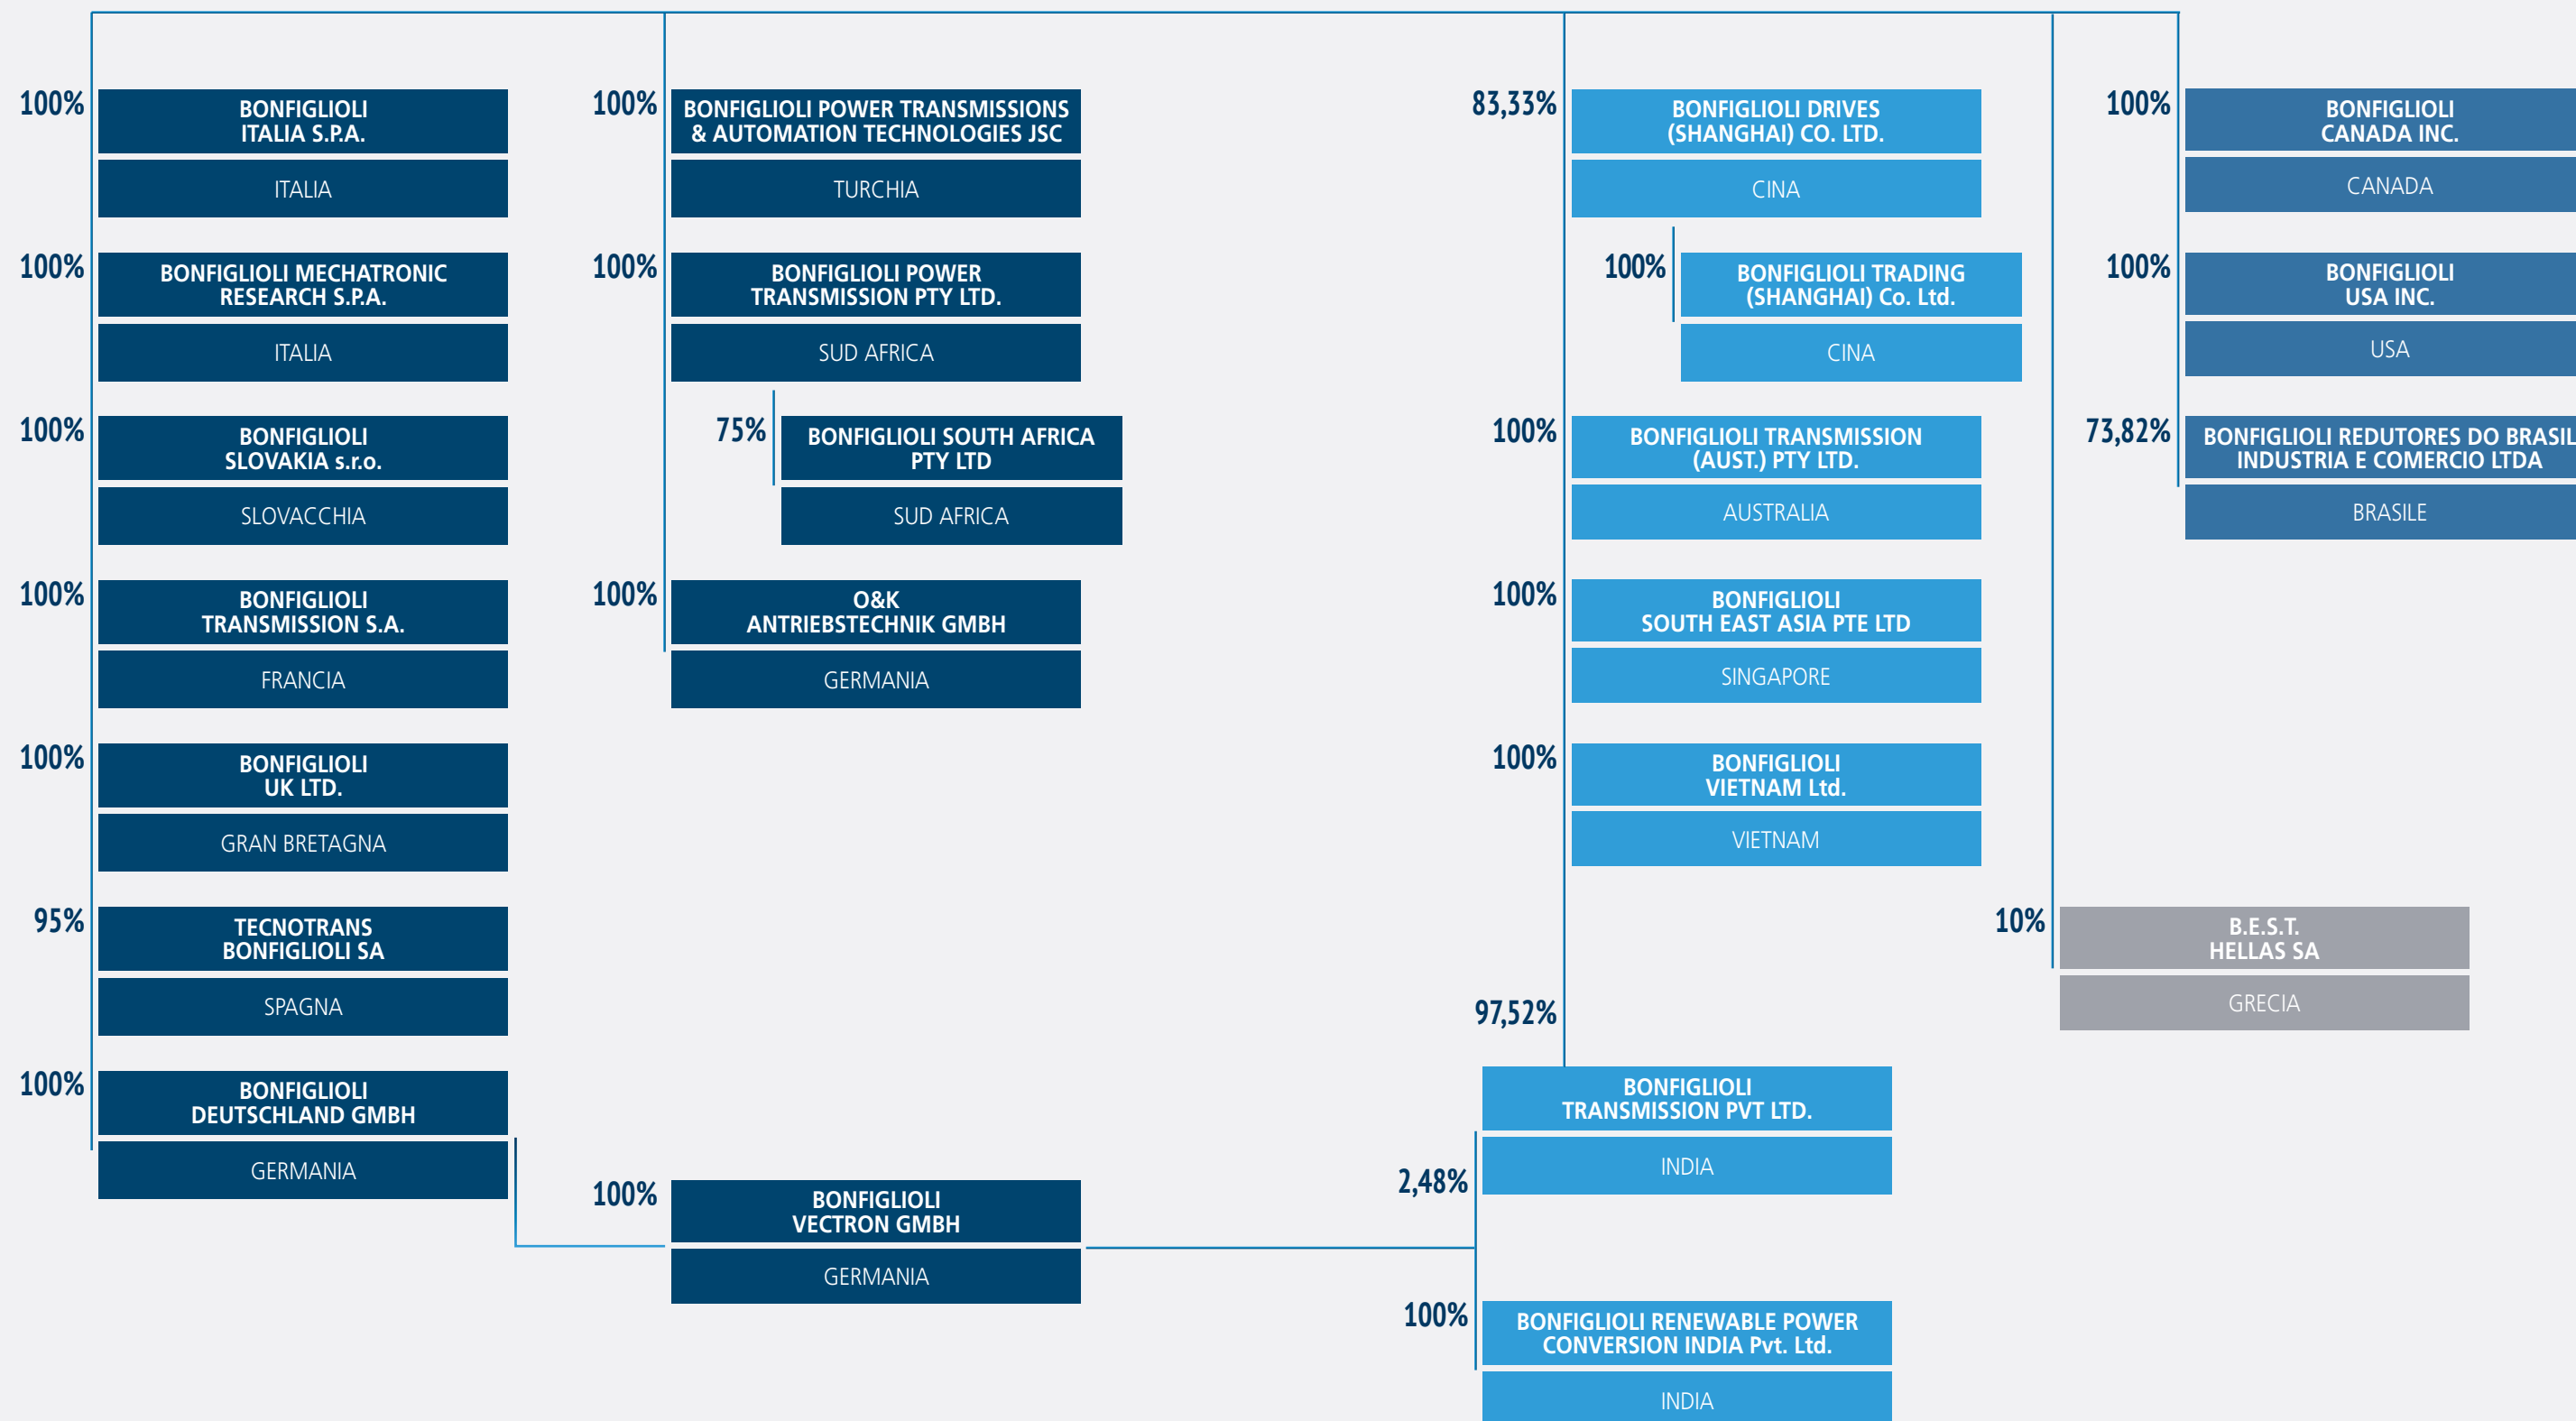 100%
BONFIGLIOLI
ITALIA S.P.A.
ITALIA
100%
BONFIGLIOLI MECHATRONIC
RESEARCH S.P.A.
ITALIA
100%
BONFIGLIOLI
SLOVAKIA s.r.o.
SLOVACCHIA
100%
BONFIGLIOLI
TRANSMISSION S.A.
FRANCIA
100%
BONFIGLIOLI
UK LTD.
GRAN BRETAGNA
95%
TECNOTRANS
BONFIGLIOLI SA
SPAGNA
100%
BONFIGLIOLI
DEUTSCHLAND GMBH
GERMANIA
100%
BONFIGLIOLI POWER TRANSMISSIONS
& AUTOMATION TECHNOLOGIES JSC
TURCHIA
100%
BONFIGLIOLI POWER
TRANSMISSION PTY LTD.
SUD AFRICA
75%
BONFIGLIOLI SOUTH AFRICA
PTY LTD
SUD AFRICA
100%
O&K
ANTRIEBSTECHNIK GMBH
GERMANIA
100%
BONFIGLIOLI
VECTRON GMBH
GERMANIA
83,33%
BONFIGLIOLI DRIVES
(SHANGHAI) CO. LTD.
CINA
100%
BONFIGLIOLI TRADING
(SHANGHAI) Co. Ltd.
CINA
100%
BONFIGLIOLI TRANSMISSION
(AUST.) PTY LTD.
AUSTRALIA
100%
BONFIGLIOLI
SOUTH EAST ASIA PTE LTD
SINGAPORE
100%
BONFIGLIOLI
VIETNAM Ltd.
VIETNAM
97,52%
BONFIGLIOLI
TRANSMISSION PVT LTD.
INDIA
2,48%
100%
BONFIGLIOLI RENEWABLE POWER
CONVERSION INDIA Pvt. Ltd.
INDIA
10%
B.E.S.T.
HELLAS SA
GRECIA
100%
BONFIGLIOLI
CANADA INC.
CANADA
100%
BONFIGLIOLI
USA INC.
USA
73,82%
BONFIGLIOLI REDUTORES DO BRASIL
INDUSTRIA E COMERCIO LTDA
BRASILE